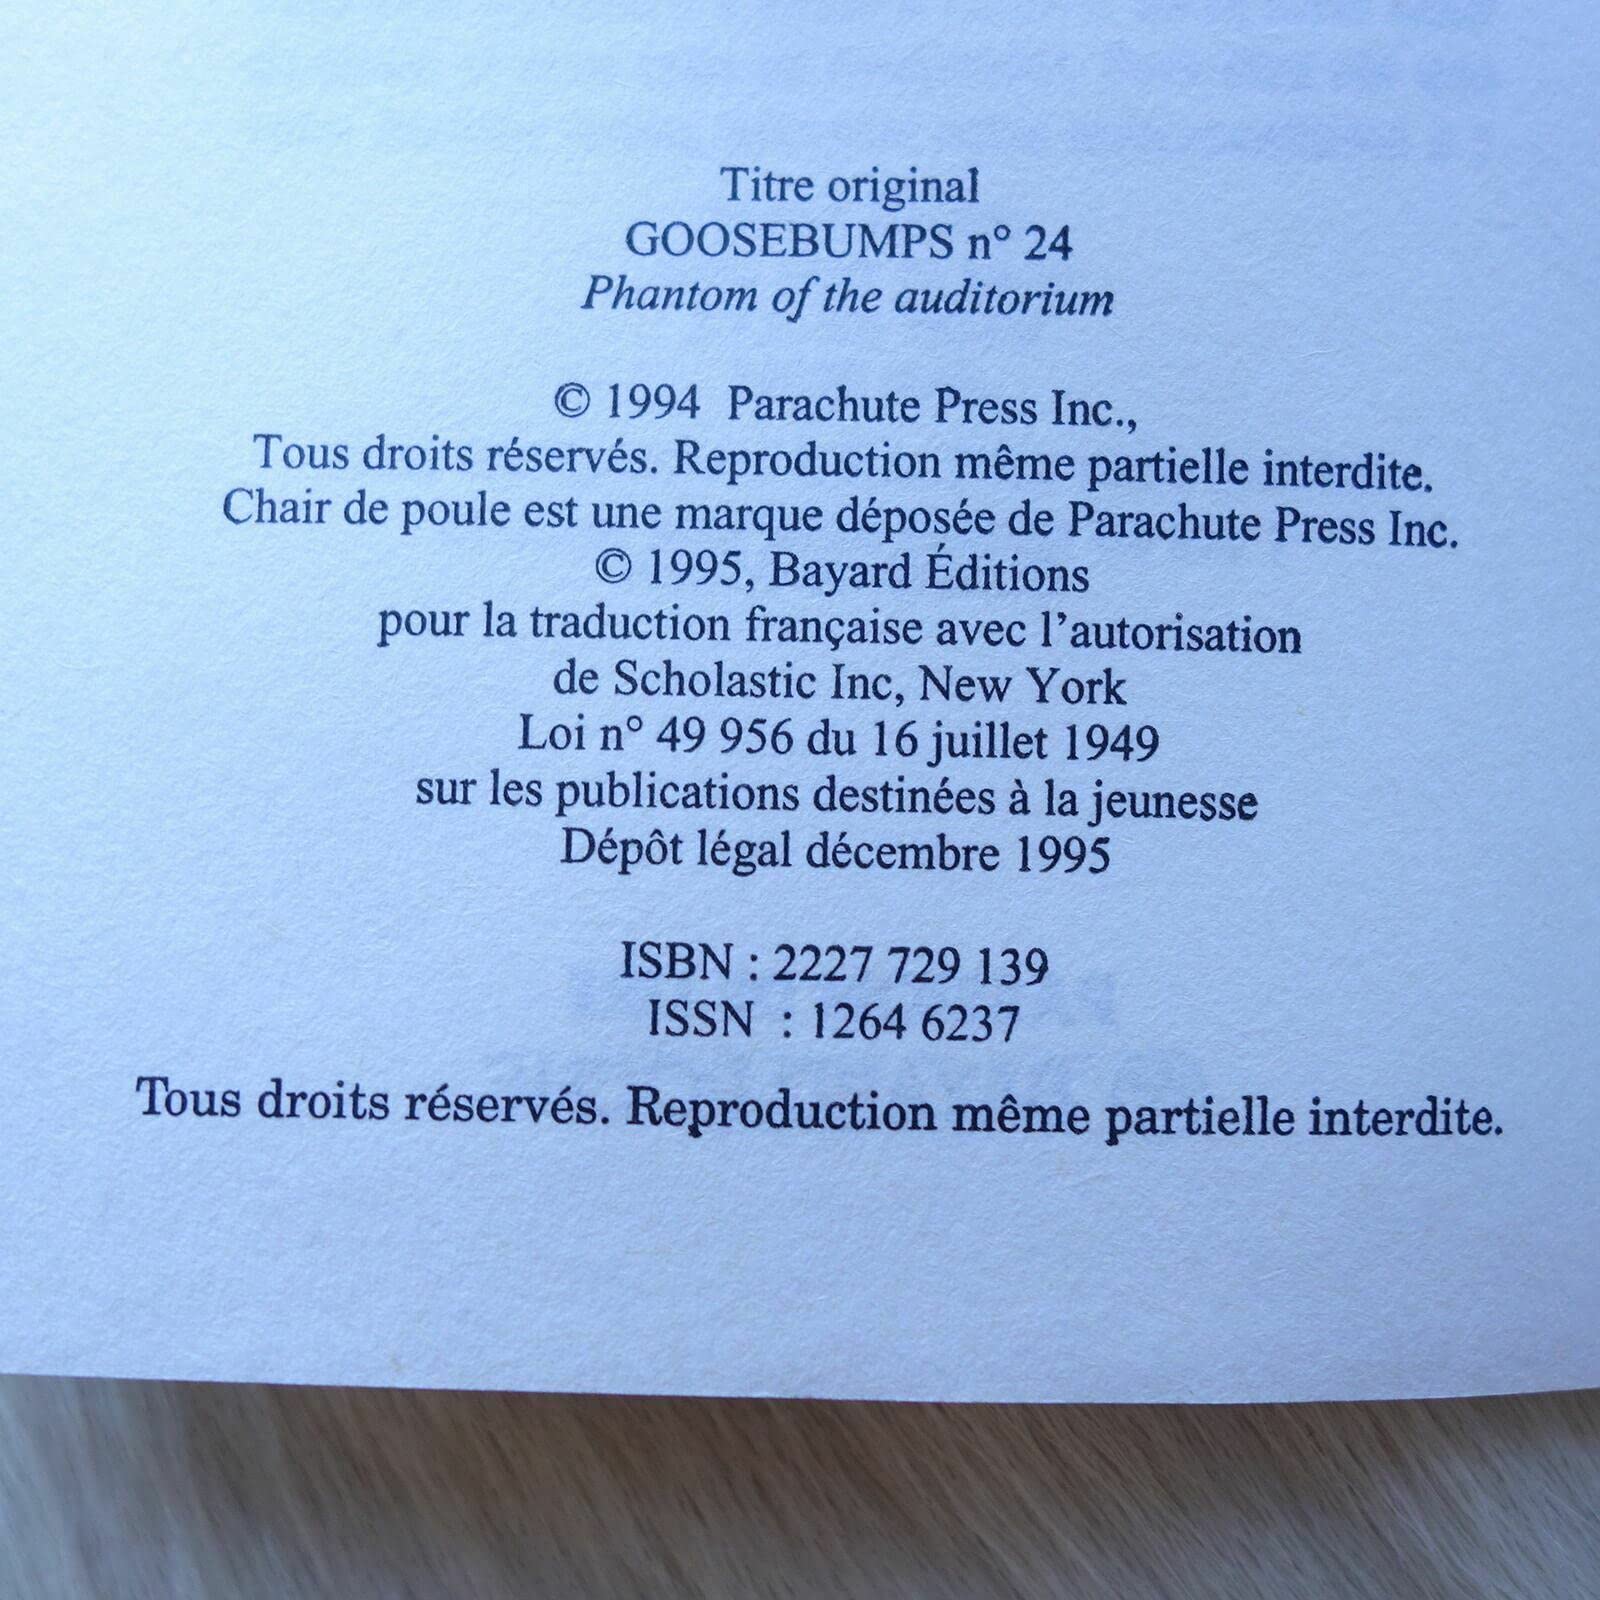 Titre original
GOOSEBUMPS n° 24
Phantom of the auditorium
© 1994 Parachute Press Inc.,
Tous droits réservés. Reproduction même partielle interdite.
Chair de poule est une marque déposée de Parachute Press Inc.
© 1995, Bayard Éditions
pour la traduction française avec l'autorisation
de Scholastic Inc, New York
Loi n° 49 956 du 16 juillet 1949
sur les publications destinées à la jeunesse
Dépôt légal décembre 1995
ISBN : 2227 729 139
ISSN : 1264 6237
Tous droits réservés. Reproduction même partielle interdite.